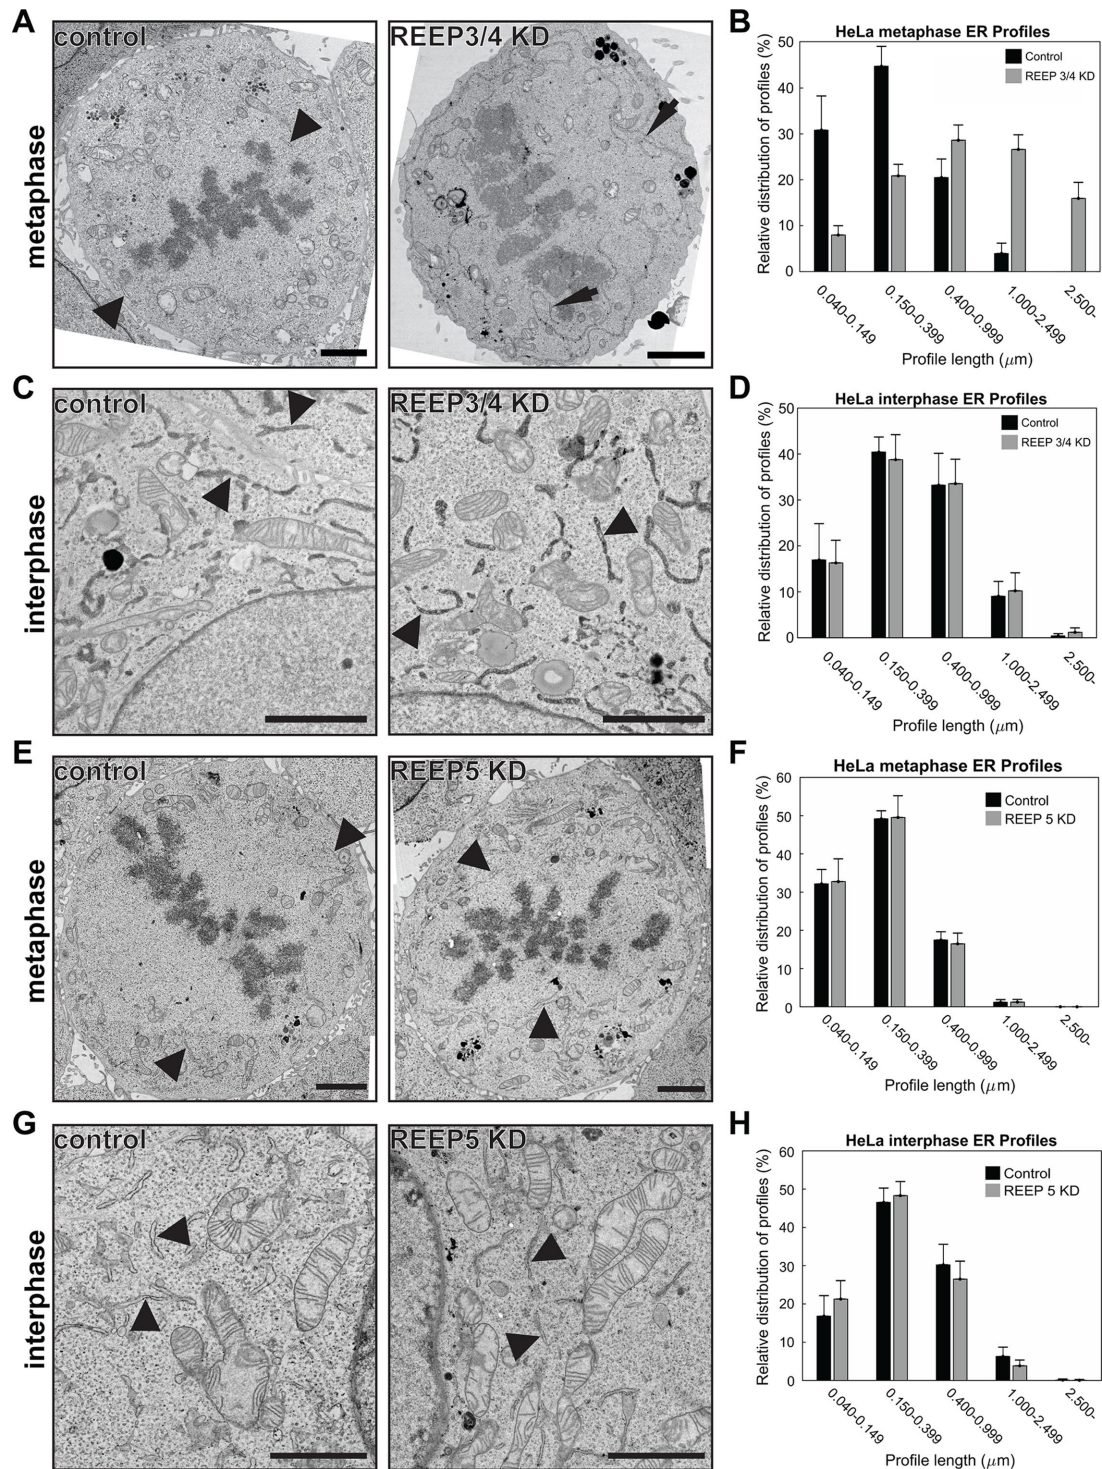 A
control
REEP3/4 KD
metaphase
B
HeLa metaphase ER Profiles
Control
REEP 3/4 KD
Relative distribution of profiles (%)
50
40
30
20
10
0
0.040-0.149
0.150-0.399
0.400-0.999
1.000-2.499
2.500-
Profile length (μm)
C
control
REEP3/4 KD
interphase
D
HeLa interphase ER Profiles
Control
REEP 3/4 KD
Relative distribution of profiles (%)
50
40
30
20
10
0
0.040-0.149
0.150-0.399
0.400-0.999
1.000-2.499
2.500-
Profile length (μm)
E
control
REEP5 KD
metaphase
F
HeLa metaphase ER Profiles
Control
REEP 5 KD
Relative distribution of profiles (%)
60
50
40
30
20
10
0
0.040-0.149
0.150-0.399
0.400-0.999
1.000-2.499
2.500-
Profile length (μm)
G
control
REEP5 KD
interphase
H
HeLa interphase ER Profiles
Control
REEP 5 KD
Relative distribution of profiles (%)
60
50
40
30
20
10
0
0.040-0.149
0.150-0.399
0.400-0.999
1.000-2.499
2.500-
Profile length (μm)